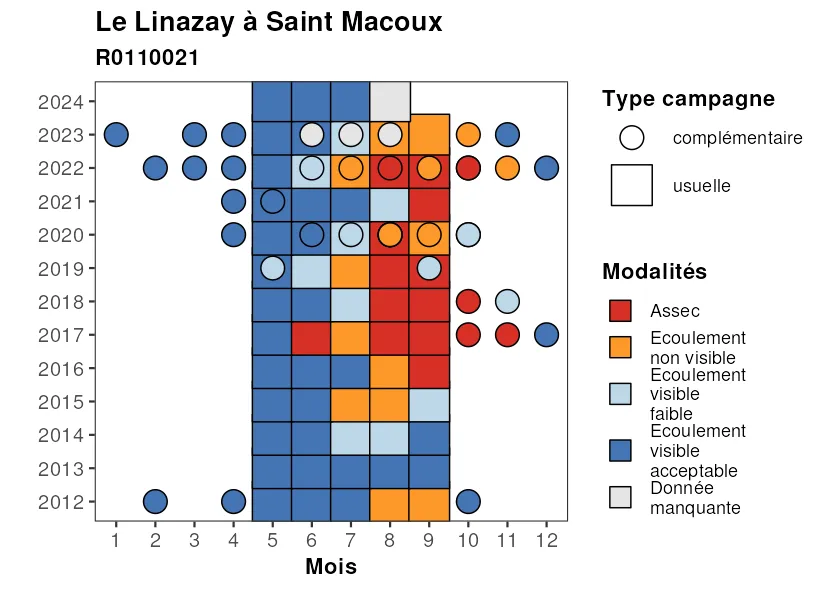 Le Linazay à Saint Macoux
R0110021
2024
2023
2022
2021
2020
2019
2018
2017
2016
2015
2014
2013
2012
1 2 3 4 5 6 7 8 9 10 11 12
Mois
Type campagne
complémentaire
usuelle
Modalités
Assec
Ecoulement
non visible
Ecoulement
visible
faible
Ecoulement
visible
acceptable
Donnée
manquante